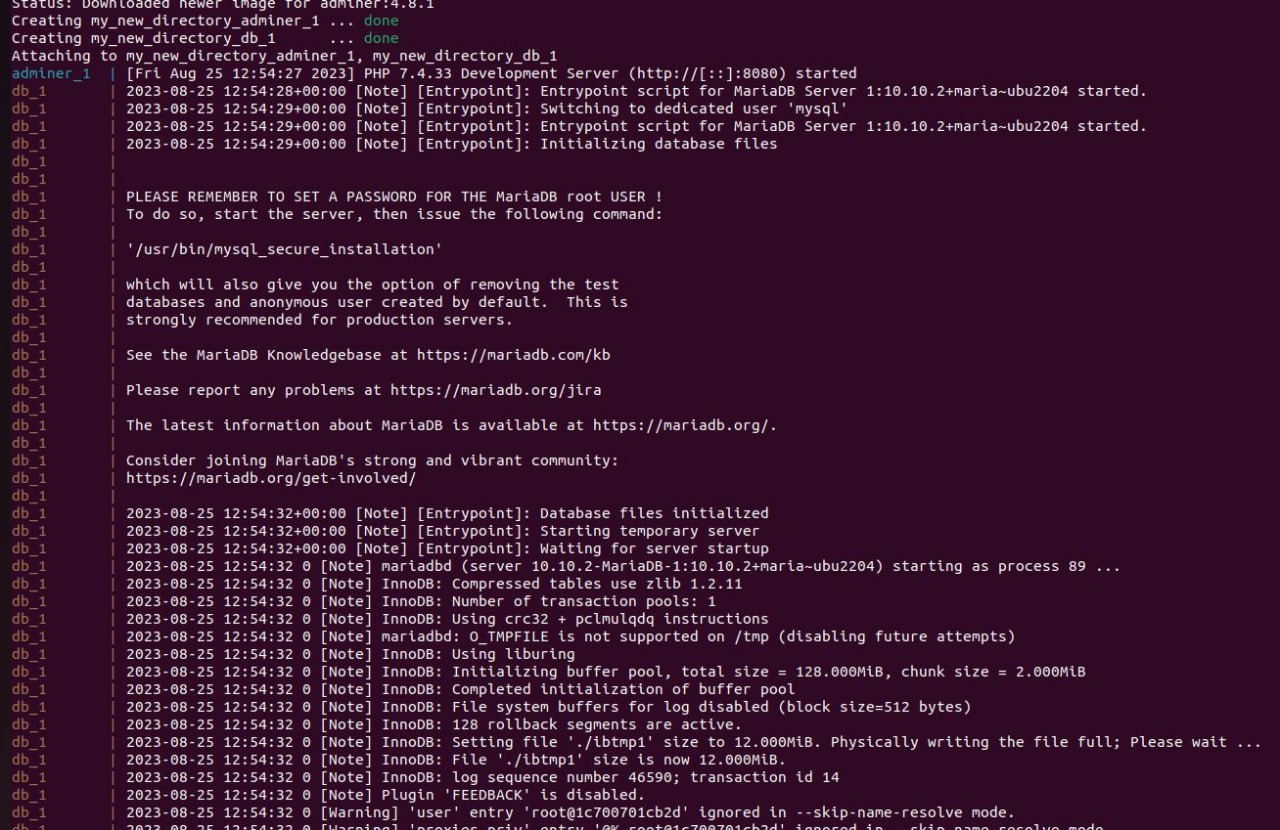 Status: Downloaded newer image for adminer:4.8.1
Creating my_new_directory_adminer_1 ... done
Creating my_new_directory_db_1      ... done
Attaching to my_new_directory_adminer_1, my_new_directory_db_1
adminer_1  | [Fri Aug 25 12:54:27 2023] PHP 7.4.33 Development Server (http://[::]:8080) started
db_1       | 2023-08-25 12:54:28+00:00 [Note] [Entrypoint]: Entrypoint script for MariaDB Server 1:10.10.2+maria~ubu2204 started.
db_1       | 2023-08-25 12:54:29+00:00 [Note] [Entrypoint]: Switching to dedicated user 'mysql'
db_1       | 2023-08-25 12:54:29+00:00 [Note] [Entrypoint]: Entrypoint script for MariaDB Server 1:10.10.2+maria~ubu2204 started.
db_1       | 2023-08-25 12:54:29+00:00 [Note] [Entrypoint]: Initializing database files
db_1       |
db_1       |
db_1       | PLEASE REMEMBER TO SET A PASSWORD FOR THE MariaDB root USER !
db_1       | To do so, start the server, then issue the following command:
db_1       |
db_1       | '/usr/bin/mysql_secure_installation'
db_1       |
db_1       | which will also give you the option of removing the test
db_1       | databases and anonymous user created by default.  This is
db_1       | strongly recommended for production servers.
db_1       |
db_1       | See the MariaDB Knowledgebase at https://mariadb.com/kb
db_1       |
db_1       | Please report any problems at https://mariadb.org/jira
db_1       |
db_1       | The latest information about MariaDB is available at https://mariadb.org/.
db_1       |
db_1       | Consider joining MariaDB's strong and vibrant community:
db_1       | https://mariadb.org/get-involved/
db_1       |
db_1       | 2023-08-25 12:54:32+00:00 [Note] [Entrypoint]: Database files initialized
db_1       | 2023-08-25 12:54:32+00:00 [Note] [Entrypoint]: Starting temporary server
db_1       | 2023-08-25 12:54:32+00:00 [Note] [Entrypoint]: Waiting for server startup
db_1       | 2023-08-25 12:54:32 0 [Note] mariadbd (server 10.10.2-MariaDB-1:10.10.2+maria~ubu2204) starting as process 89 ...
db_1       | 2023-08-25 12:54:32 0 [Note] InnoDB: Compressed tables use zlib 1.2.11
db_1       | 2023-08-25 12:54:32 0 [Note] InnoDB: Number of transaction pools: 1
db_1       | 2023-08-25 12:54:32 0 [Note] InnoDB: Using crc32 + pclmulqdq instructions
db_1       | 2023-08-25 12:54:32 0 [Note] mariadbd: O_TMPFILE is not supported on /tmp (disabling future attempts)
db_1       | 2023-08-25 12:54:32 0 [Note] InnoDB: Using liburing
db_1       | 2023-08-25 12:54:32 0 [Note] InnoDB: Initializing buffer pool, total size = 128.000MiB, chunk size = 2.000MiB
db_1       | 2023-08-25 12:54:32 0 [Note] InnoDB: Completed initialization of buffer pool
db_1       | 2023-08-25 12:54:32 0 [Note] InnoDB: File system buffers for log disabled (block size=512 bytes)
db_1       | 2023-08-25 12:54:32 0 [Note] InnoDB: 128 rollback segments are active.
db_1       | 2023-08-25 12:54:32 0 [Note] InnoDB: Setting file './ibtmp1' size to 12.000MiB. Physically writing the file full; Please wait ...
db_1       | 2023-08-25 12:54:32 0 [Note] InnoDB: File './ibtmp1' size is now 12.000MiB.
db_1       | 2023-08-25 12:54:32 0 [Note] InnoDB: log sequence number 46590; transaction id 14
db_1       | 2023-08-25 12:54:32 0 [Note] Plugin 'FEEDBACK' is disabled.
db_1       | 2023-08-25 12:54:32 0 [Warning] 'user' entry 'root@1c700701cb2d' ignored in --skip-name-resolve mode.
db_1       | 2023-08-25 12:54:32 0 [Warning] 'proxies_priv' entry '@% root@1c700701cb2d' ignored in --skip-name-resolve mode.